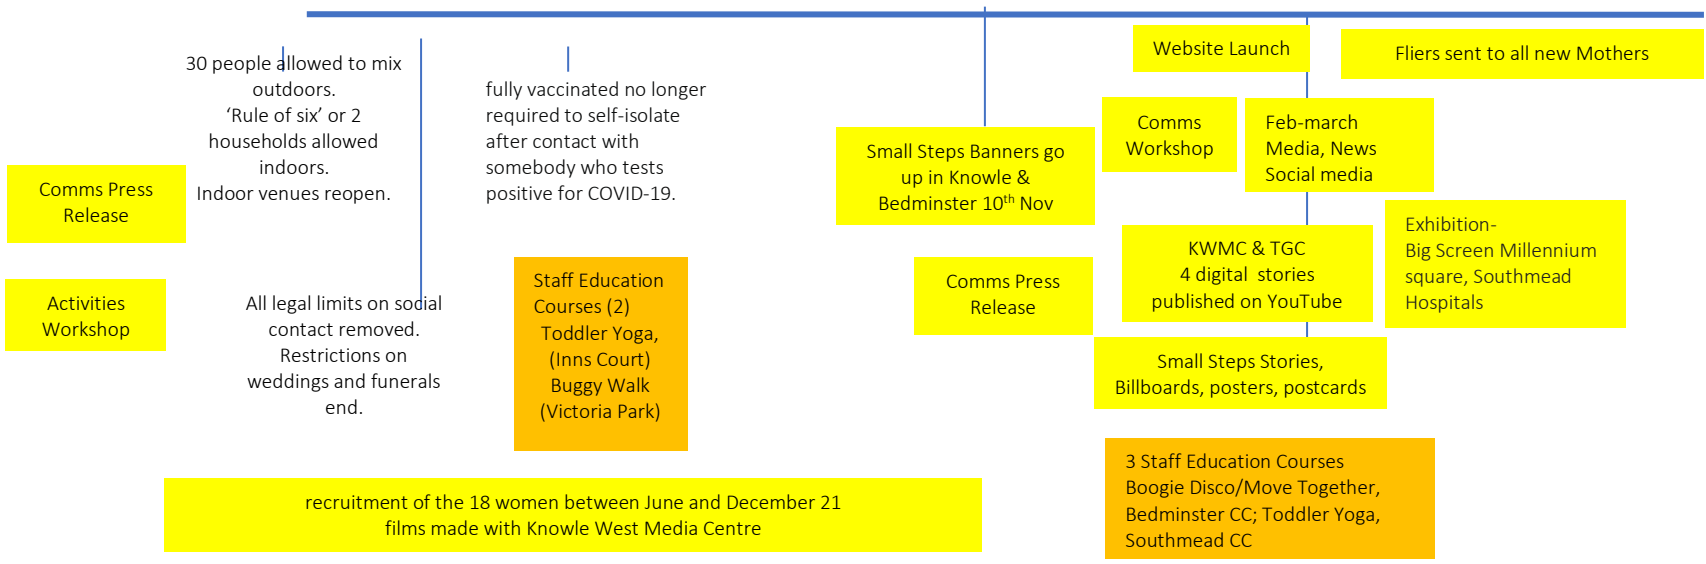 30 people allowed to mix
outdoors.
‘Rule of six’ or 2
households allowed
indoors.
Indoor venues reopen.
fully vaccinated no longer
required to self-isolate
after contact with
somebody who tests
positive for COVID-19.
Comms Press
Release
Activities
Workshop
All legal limits on social
contact removed.
Restrictions on
weddings and funerals
end.
Staff Education
Courses (2)
Toddler Yoga,
(Inns Court)
Buggy Walk
(Victoria Park)
recruitment of the 18 women between June and December 21
films made with Knowle West Media Centre
Small Steps Banners go
up in Knowle &
Bedminster 10th Nov
Comms Press
Release
Website Launch
Fliers sent to all new Mothers
Comms
Workshop
Feb-march
Media, News
Social media
KWMC & TGC
4 digital stories
published on YouTube
Exhibition-
Big Screen Millennium
square, Southmead
Hospitals
Small Steps Stories,
Billboards, posters, postcards
3 Staff Education Courses
Boogie Disco/Move Together,
Bedminster CC; Toddler Yoga,
Southmead CC